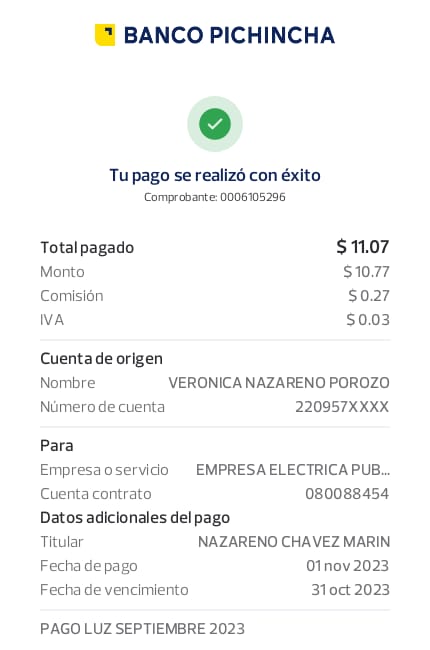 BANCO PICHINCHA
Tu pago se realizó con éxito
Comprobante: 0006105296
Total pagado $ 11.07
Monto $ 10.77
Comisión $ 0.27
IVA $ 0.03
Cuenta de origen
Nombre VERONICA NAZARENO POROZO
Número de cuenta 220957XXXX
Para
Empresa o servicio EMPRESA ELECTRICA PUB...
Cuenta contrato 080088454
Datos adicionales del pago
Titular NAZARENO CHAVEZ MARIN
Fecha de pago 01 nov 2023
Fecha de vencimiento 31 oct 2023
PAGO LUZ SEPTIEMBRE 2023